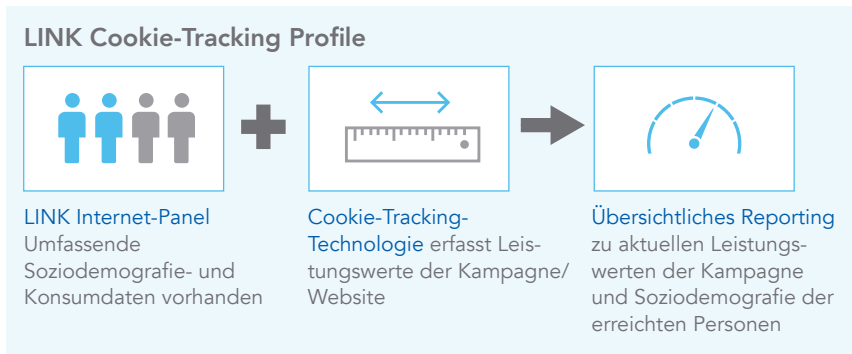 LINK Cookie-Tracking Profile
LINK Internet-Panel
Umfassende
Soziodemografie- und
Konsumdaten vorhanden
Cookie-Tracking-
Technologie erfasst Leis-
tungswerte der Kampagne/
Website
Übersichtliches Reporting
zu aktuellen Leistungs-
werten der Kampagne
und Soziodemografie der
erreichten Personen